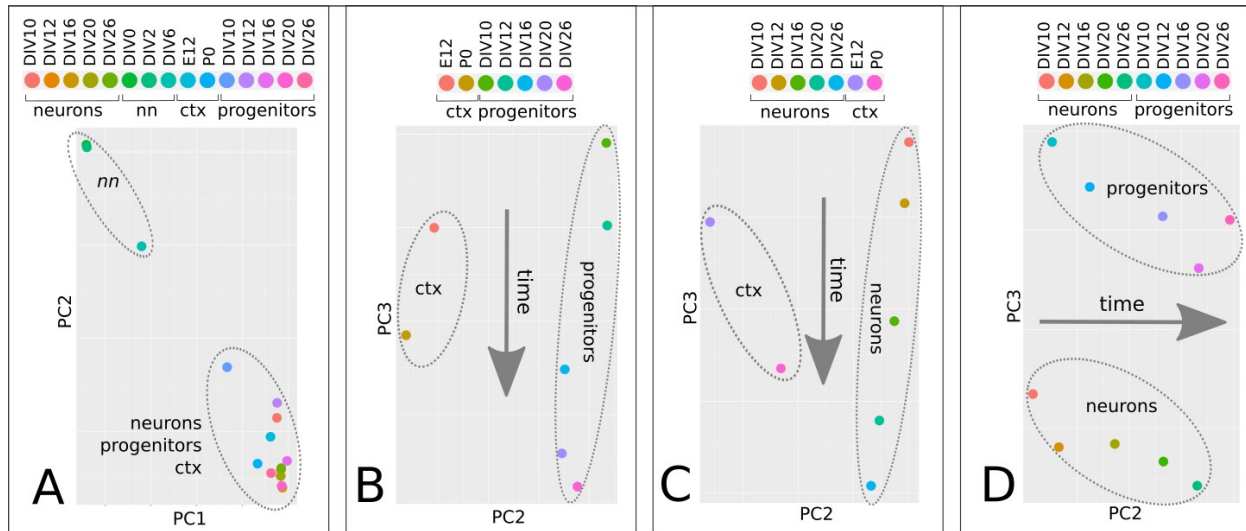 DIV10 DIV12 DIV16 DIV20 DIV26 DIV0 DIV2 DIV6 E12 P0 DIV10 DIV12 DIV16 DIV20 DIV26
neurons nn ctx progenitors
nn
neurons
progenitors
ctx
PC2
PC1
A
E12 P0 DIV10 DIV12 DIV16 DIV20 DIV26
ctx progenitors
ctx
time
progenitors
PC3
PC2
B
DIV10 DIV12 DIV16 DIV20 DIV26 E12 P0
neurons ctx
ctx
time
neurons
PC3
PC2
C
DIV10 DIV12 DIV16 DIV20 DIV26 DIV10 DIV12 DIV16 DIV20 DIV26
neurons progenitors
progenitors
time
neurons
PC3
PC2
D